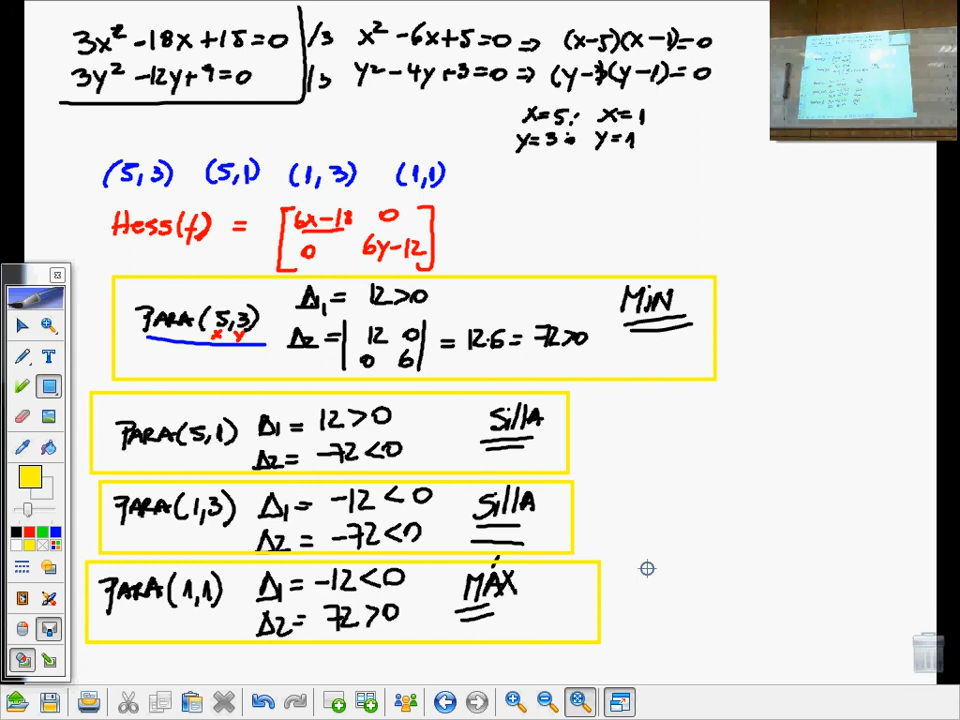 3x² -18x +15=0 /3 x² -6x+5=0 ⇒ (x-5)(x-1)=0
3y² -12y+9=0 /3 y² -4y+3=0 ⇒ (y-3)(y-1)=0
x=5; x=1
y=3; y=1
(5,3) (5,1) (1,3) (1,1)
Hess(f) = [6x-18 0
0 6y-12]
PARA(5,3) Δ1= 12>0 MiN
x y
Δ2 = |12 0
0 6| = 12·6= 72>0
PARA(5,1) Δ1= 12>0 SillA
Δ2= -72<0
PARA(1,3) Δ1= -12<0 SillA
Δ2= -72<0
PARA(1,1) Δ1= -12<0 MÁX
Δ2= 72>0
T